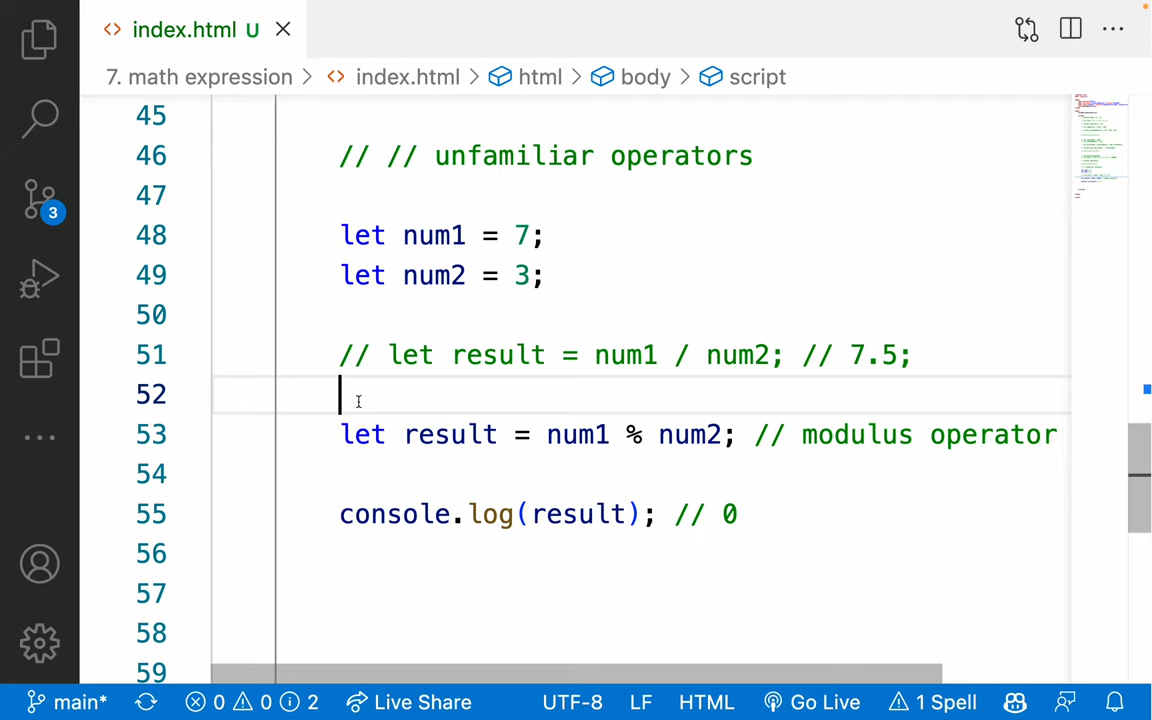 index.html U
7. math expression > index.html > html > body > script
45
46 // // unfamiliar operators
47
48 let num1 = 7;
49 let num2 = 3;
50
51 // let result = num1 / num2; // 7.5;
52
53 let result = num1 % num2; // modulus operator
54
55 console.log(result); // 0
56
57
58
59
3
main* 0 0 2 Live Share UTF-8 LF HTML Go Live 1 Spell